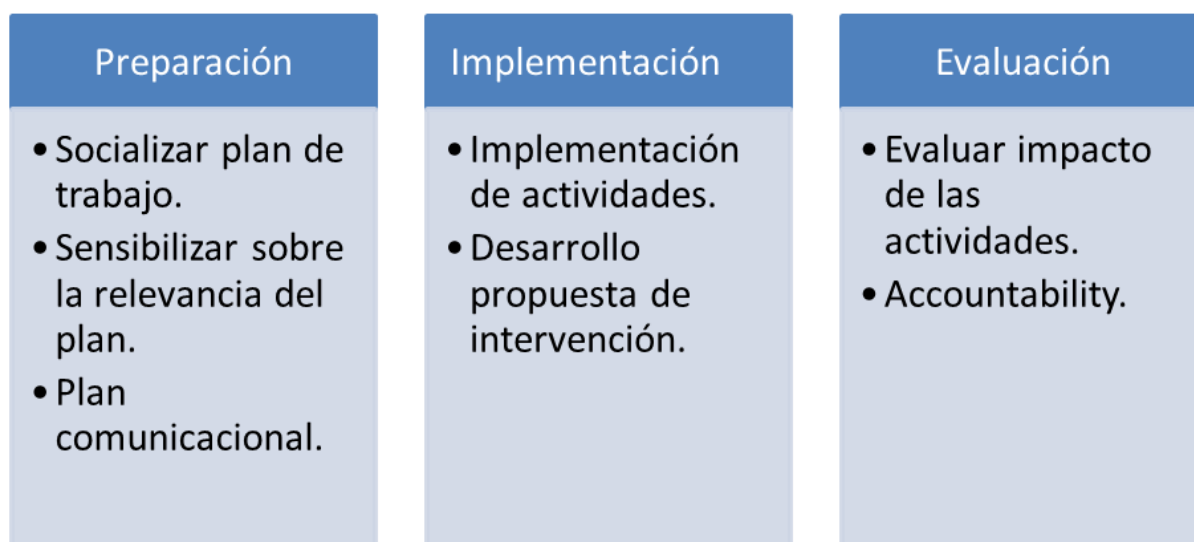 Preparación
• Socializar plan de
trabajo.
• Sensibilizar sobre
la relevancia del
plan.
• Plan
comunicacional.
Implementación
• Implementación
de actividades.
• Desarrollo
propuesta de
intervención.
Evaluación
• Evaluar impacto
de las
actividades.
• Accountability.